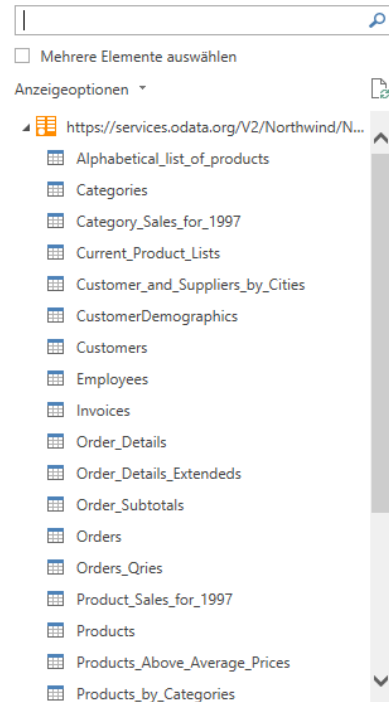 Mehrere Elemente auswählen
Anzeigeoptionen
https://services.odata.org/V2/Northwind/N...
Alphabetical_list_of_products
Categories
Category_Sales_for_1997
Current_Product_Lists
Customer_and_Suppliers_by_Cities
CustomerDemographics
Customers
Employees
Invoices
Order_Details
Order_Details_Extendeds
Order_Subtotals
Orders
Orders_Qries
Product_Sales_for_1997
Products
Products_Above_Average_Prices
Products_by_Categories